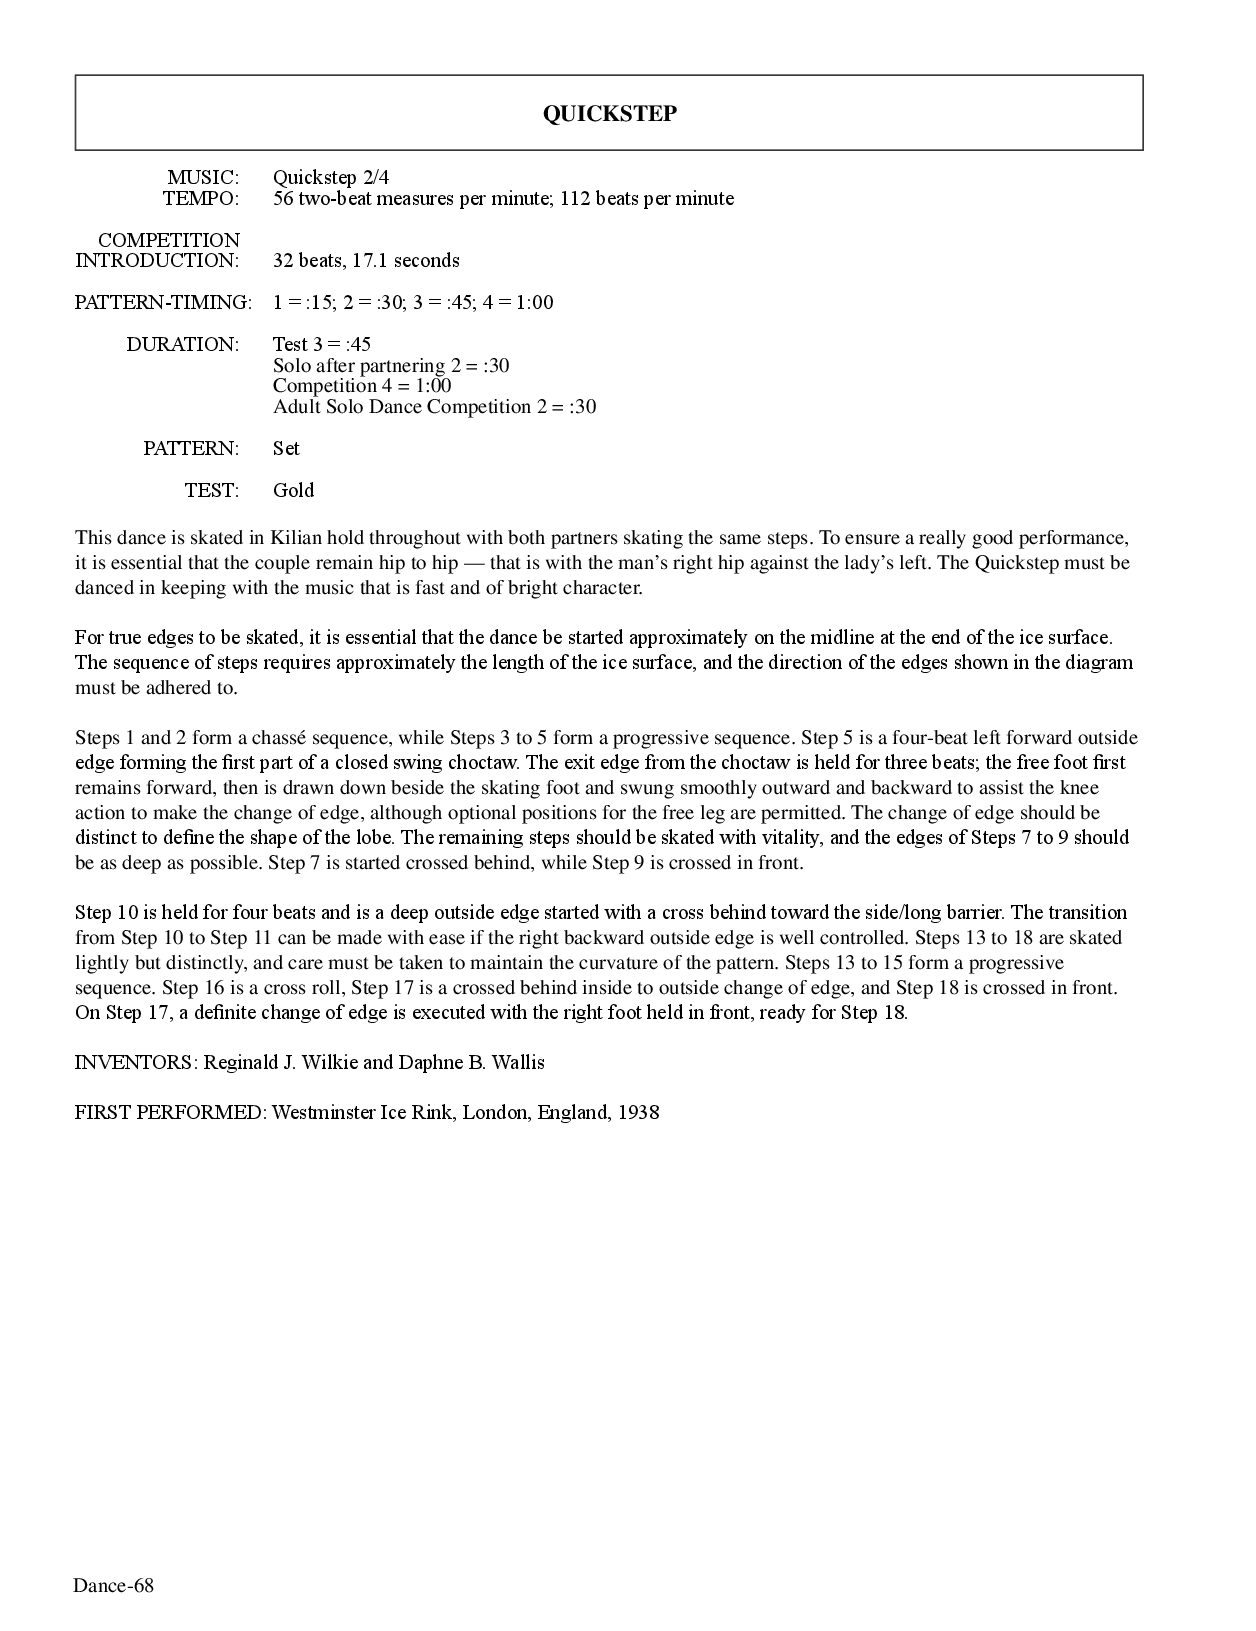 QUICKSTEP
MUSIC: Quickstep 2/4
TEMPO: 56 two-beat measures per minute; 112 beats per minute
COMPETITION
INTRODUCTION: 32 beats, 17.1 seconds
PATTERN-TIMING: 1 = :15; 2 = :30; 3 = :45; 4 = 1:00
DURATION: Test 3 = :45
Solo after partnering 2 = :30
Competition 4 = 1:00
Adult Solo Dance Competition 2 = :30
PATTERN: Set
TEST: Gold
This dance is skated in Kilian hold throughout with both partners skating the same steps. To ensure a really good performance,
it is essential that the couple remain hip to hip — that is with the man’s right hip against the lady’s left. The Quickstep must be
danced in keeping with the music that is fast and of bright character.
For true edges to be skated, it is essential that the dance be started approximately on the midline at the end of the ice surface.
The sequence of steps requires approximately the length of the ice surface, and the direction of the edges shown in the diagram
must be adhered to.
Steps 1 and 2 form a chassé sequence, while Steps 3 to 5 form a progressive sequence. Step 5 is a four-beat left forward outside
edge forming the first part of a closed swing choctaw. The exit edge from the choctaw is held for three beats; the free foot first
remains forward, then is drawn down beside the skating foot and swung smoothly outward and backward to assist the knee
action to make the change of edge, although optional positions for the free leg are permitted. The change of edge should be
distinct to define the shape of the lobe. The remaining steps should be skated with vitality, and the edges of Steps 7 to 9 should
be as deep as possible. Step 7 is started crossed behind, while Step 9 is crossed in front.
Step 10 is held for four beats and is a deep outside edge started with a cross behind toward the side/long barrier. The transition
from Step 10 to Step 11 can be made with ease if the right backward outside edge is well controlled. Steps 13 to 18 are skated
lightly but distinctly, and care must be taken to maintain the curvature of the pattern. Steps 13 to 15 form a progressive
sequence. Step 16 is a cross roll, Step 17 is a crossed behind inside to outside change of edge, and Step 18 is crossed in front.
On Step 17, a definite change of edge is executed with the right foot held in front, ready for Step 18.
INVENTORS: Reginald J. Wilkie and Daphne B. Wallis
FIRST PERFORMED: Westminster Ice Rink, London, England, 1938
Dance-68